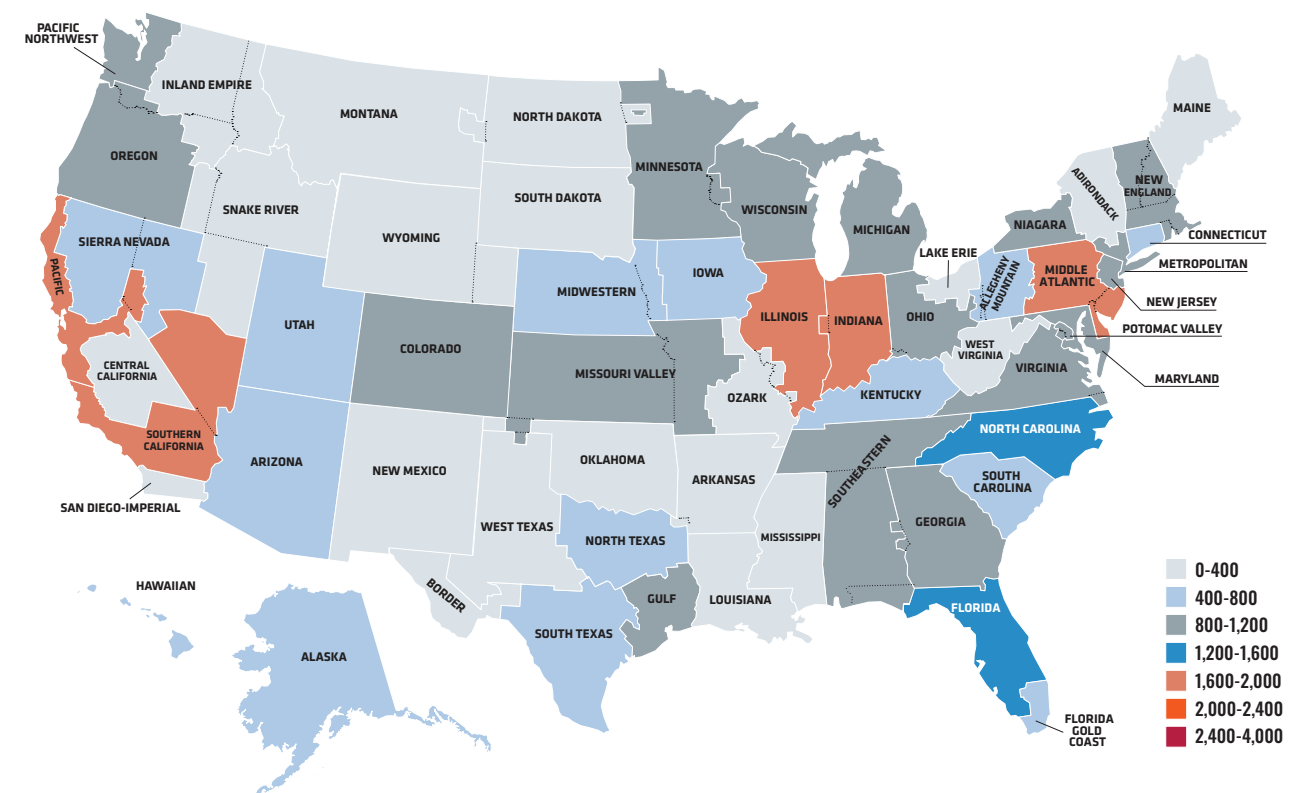 PACIFIC
NORTHWEST
INLAND EMPIRE
MONTANA
NORTH DAKOTA
MINNESOTA
MAINE
OREGON
SNAKE RIVER
SOUTH DAKOTA
WISCONSIN
MICHIGAN
ADIRONDACK
NEW
ENGLAND
NIAGARA
WYOMING
SIERRA NEVADA
PACIFIC
LAKE ERIE
ALLEGHENY
MOUNTAIN
MIDDLE
ATLANTIC
CONNECTICUT
METROPOLITAN
NEW JERSEY
POTOMAC VALLEY
MARYLAND
MIDWESTERN
IOWA
ILLINOIS
INDIANA
OHIO
UTAH
COLORADO
CENTRAL
CALIFORNIA
MISSOURI VALLEY
OZARK
KENTUCKY
WEST
VIRGINIA
VIRGINIA
SOUTHERN
CALIFORNIA
ARIZONA
NEW MEXICO
OKLAHOMA
ARKANSAS
SOUTHEASTERN
NORTH CAROLINA
SOUTH
CAROLINA
SAN DIEGO-IMPERIAL
WEST TEXAS
NORTH TEXAS
MISSISSIPPI
GEORGIA
HAWAIIAN
BORDER
GULF
LOUISIANA
FLORIDA
ALASKA
SOUTH TEXAS
FLORIDA
GOLD
COAST
0-400
400-800
800-1,200
1,200-1,600
1,600-2,000
2,000-2,400
2,400-4,000